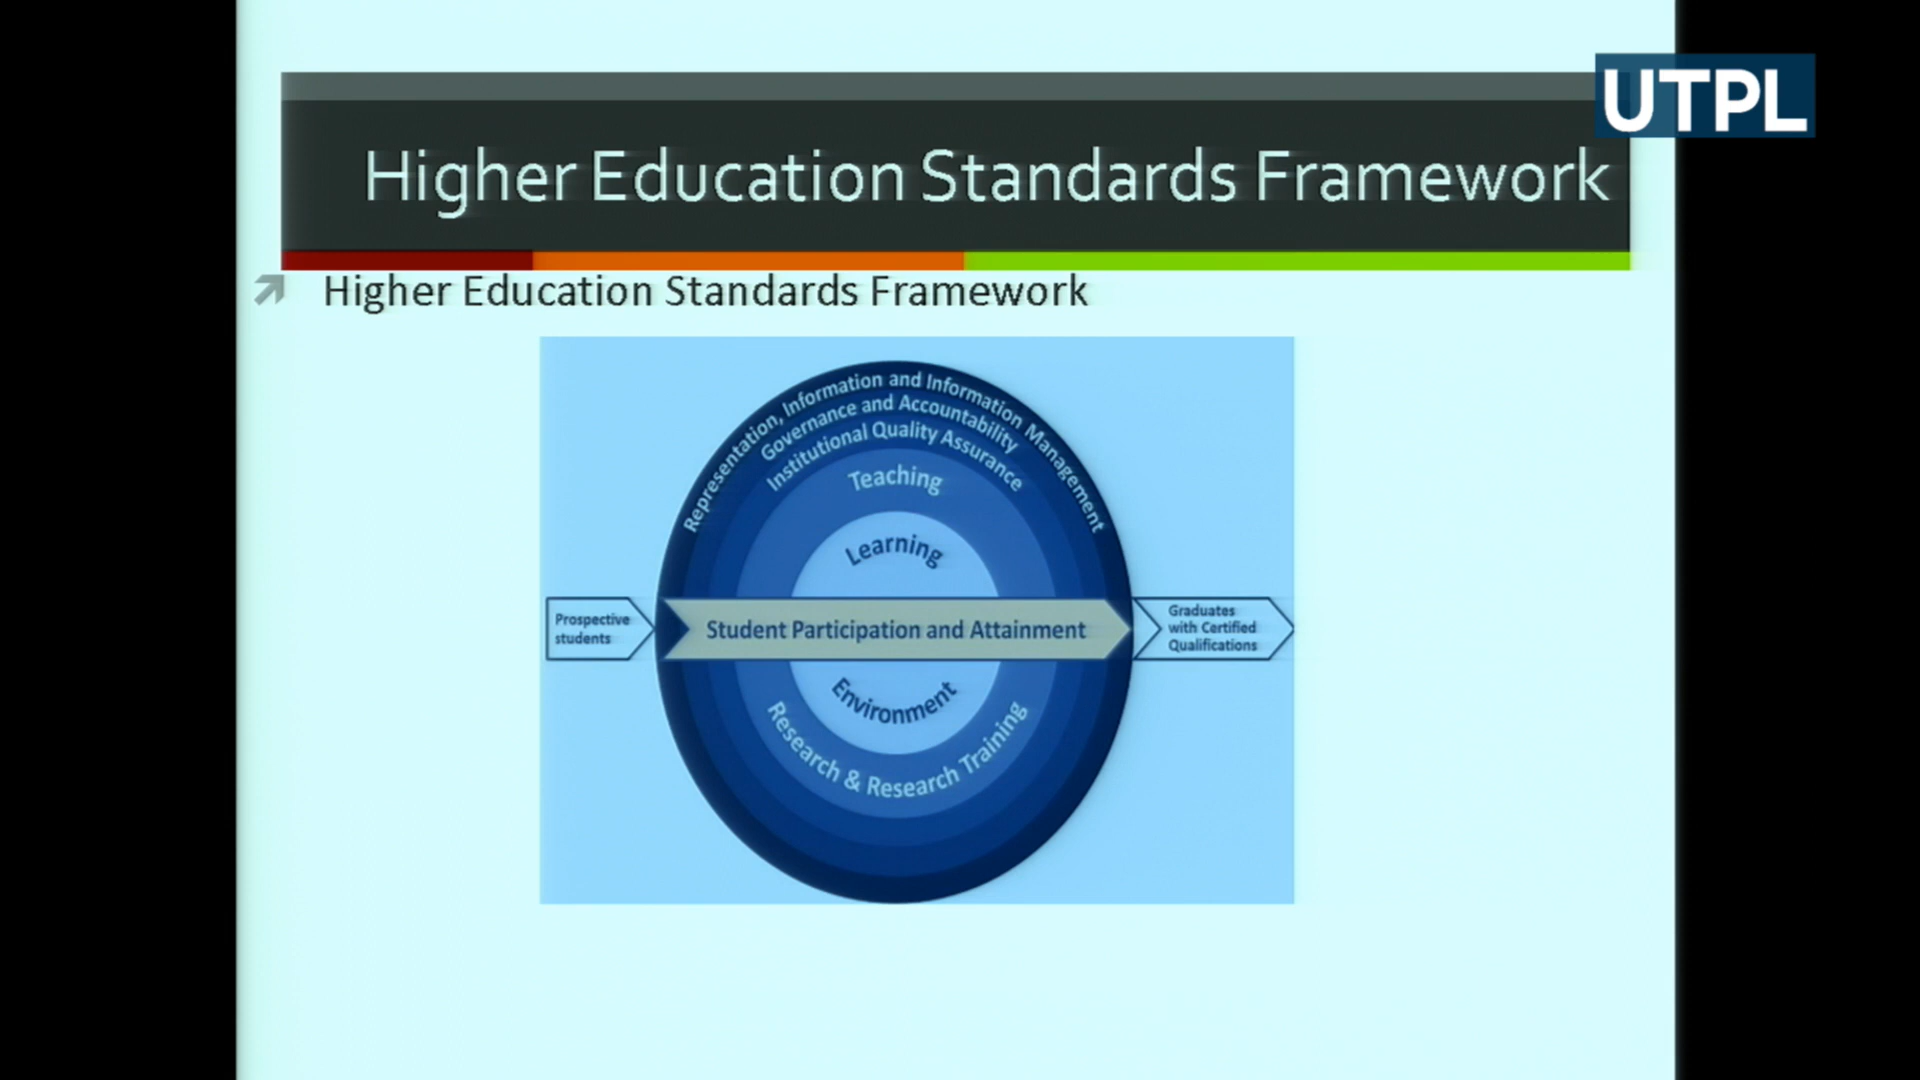 UTPL
Higher Education Standards Framework
Higher Education Standards Framework
Representation, Information and Information Management
Governance and Accountability
Institutional Quality Assurance
Teaching
Learning
Prospective
students
Student Participation and Attainment
Graduates
with Certified
Qualifications
Environment
Research & Research Training